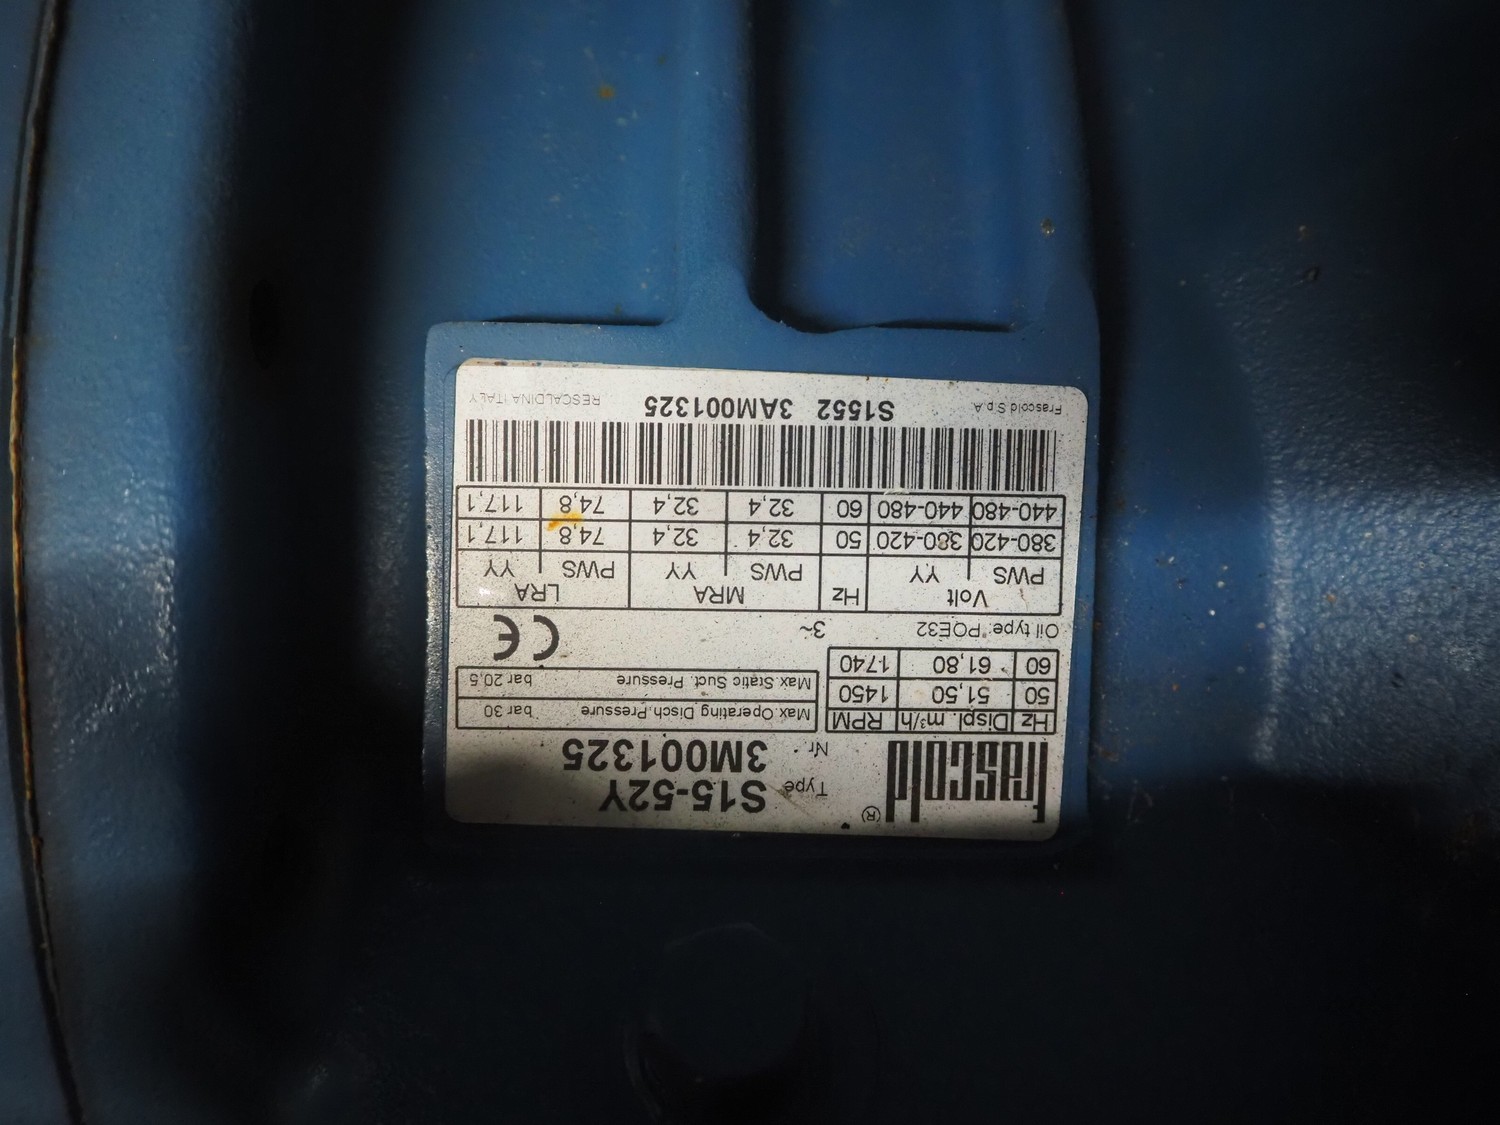 frascold ®
Type S15-52Y
Nr. 3M001325
Hz Displ. m³/h RPM
50 51,50 1450
60 61,80 1740
Max Operating Disch.Pressure bar 30
Max Static Suct. Pressure bar 20,5
Oil type: POE32 3~ CE
Volt Hz MRA LRA
PWS YY PWS YY PWS YY
380-420 380-420 50 32,4 32,4 74,8 117,1
440-480 440-480 60 32,4 32,4 74,8 117,1
Frascold S.p.A. S1552 3AM001325 RESCALDINA ITALY